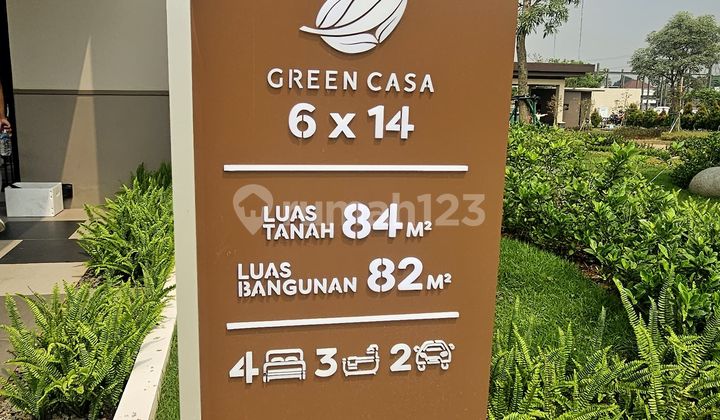 GREEN CASA
6 x 14
LUAS TANAH 84 M²
LUAS BANGUNAN 82 M²
4 3 2
rumah123